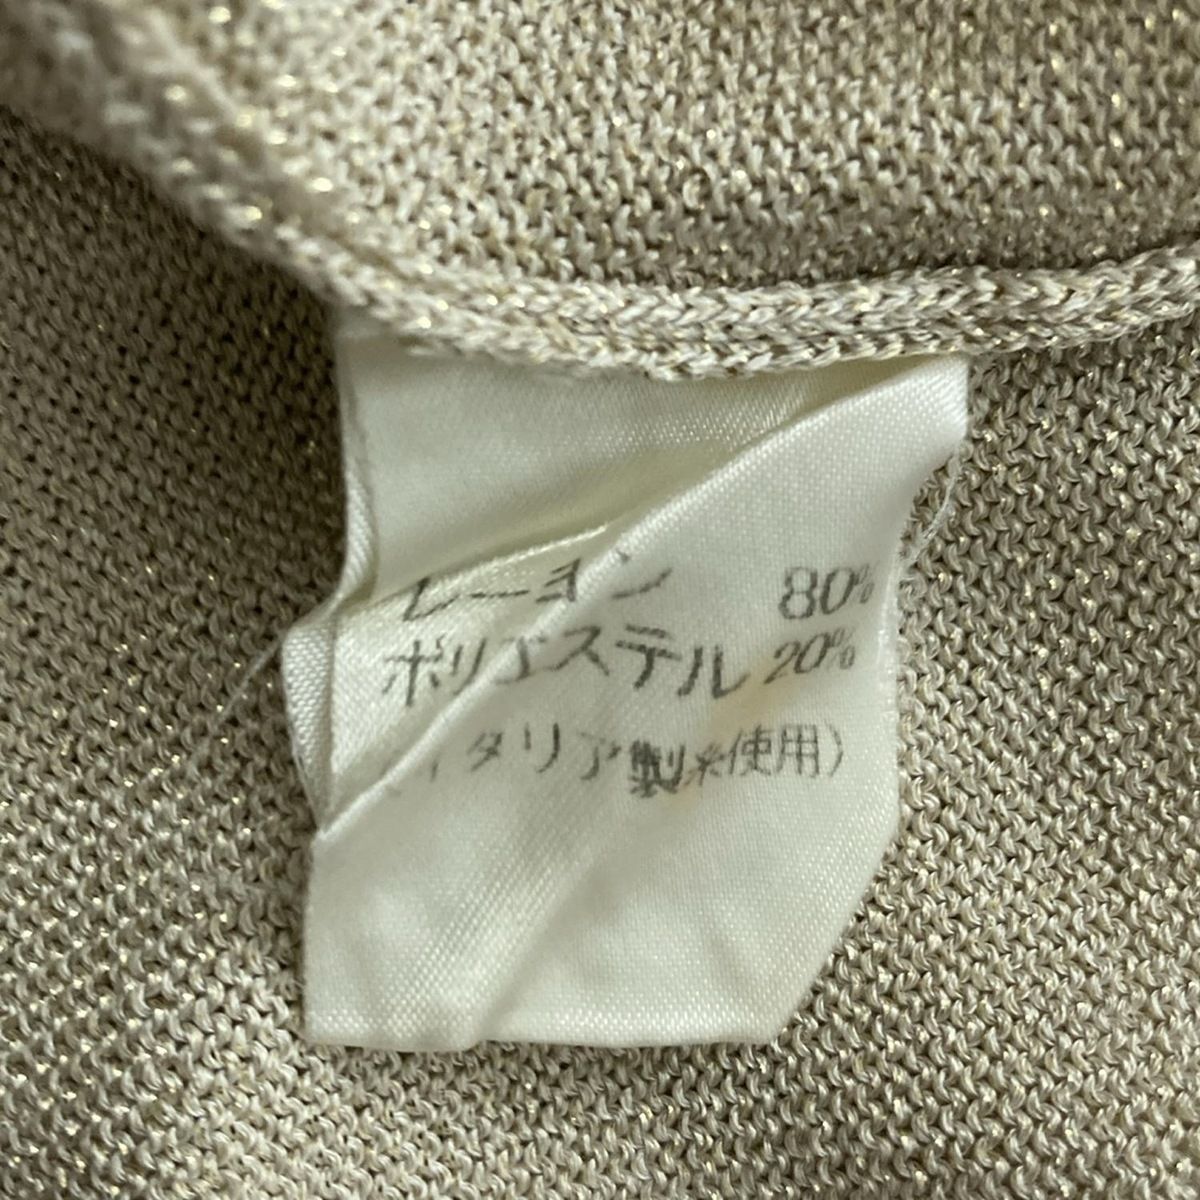 レーヨン 80%
ポリエステル 20%
(イタリア製糸使用)